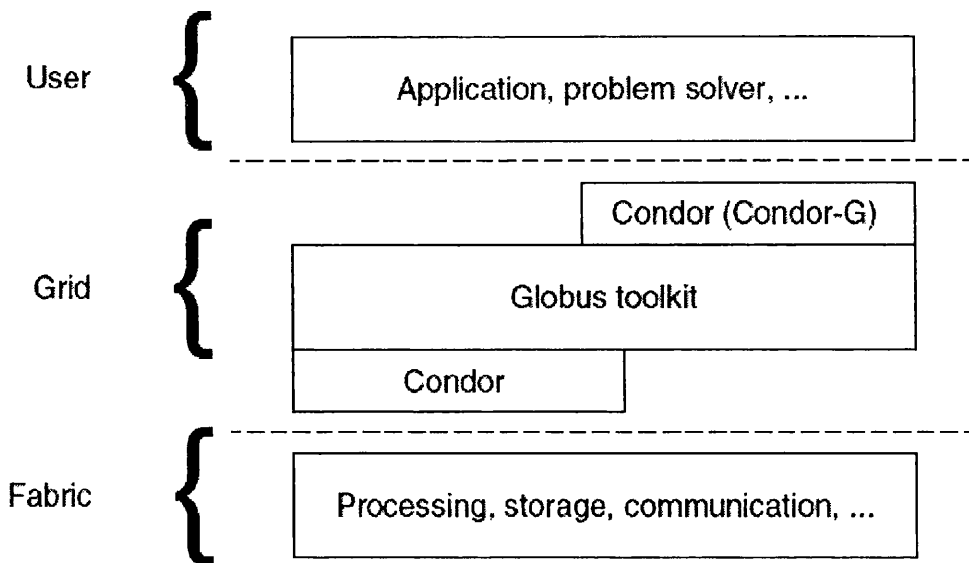 User
Application, problem solver, ...
Condor (Condor-G)
Grid
Globus toolkit
Condor
Fabric
Processing, storage, communication, ...